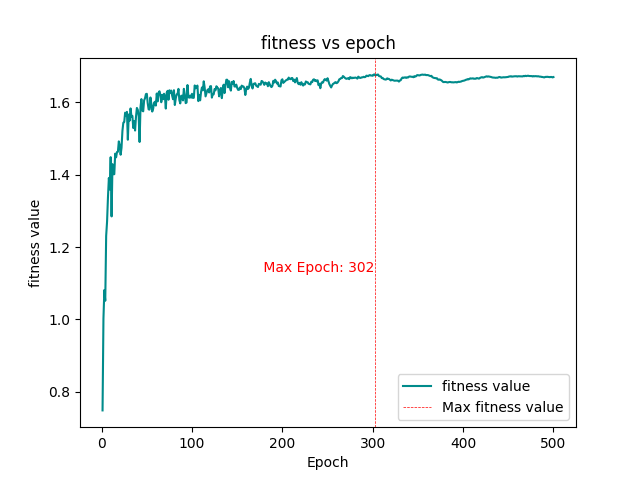 fitness vs epoch
fitness value
1.6
1.4
1.2
1.0
0.8
Max Epoch: 302
fitness value
Max fitness value
0
100
200
300
400
500
Epoch